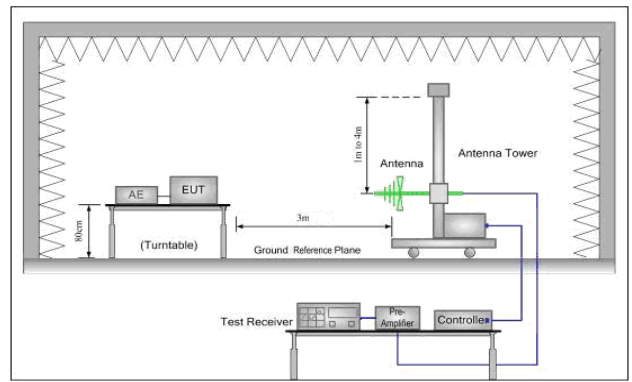 1m to 4m
Antenna
Antenna Tower
AE
EUT
80cm
(Turntable)
3m
Ground Reference Plane
Test Receiver
Pre-
Amplifier
Controller